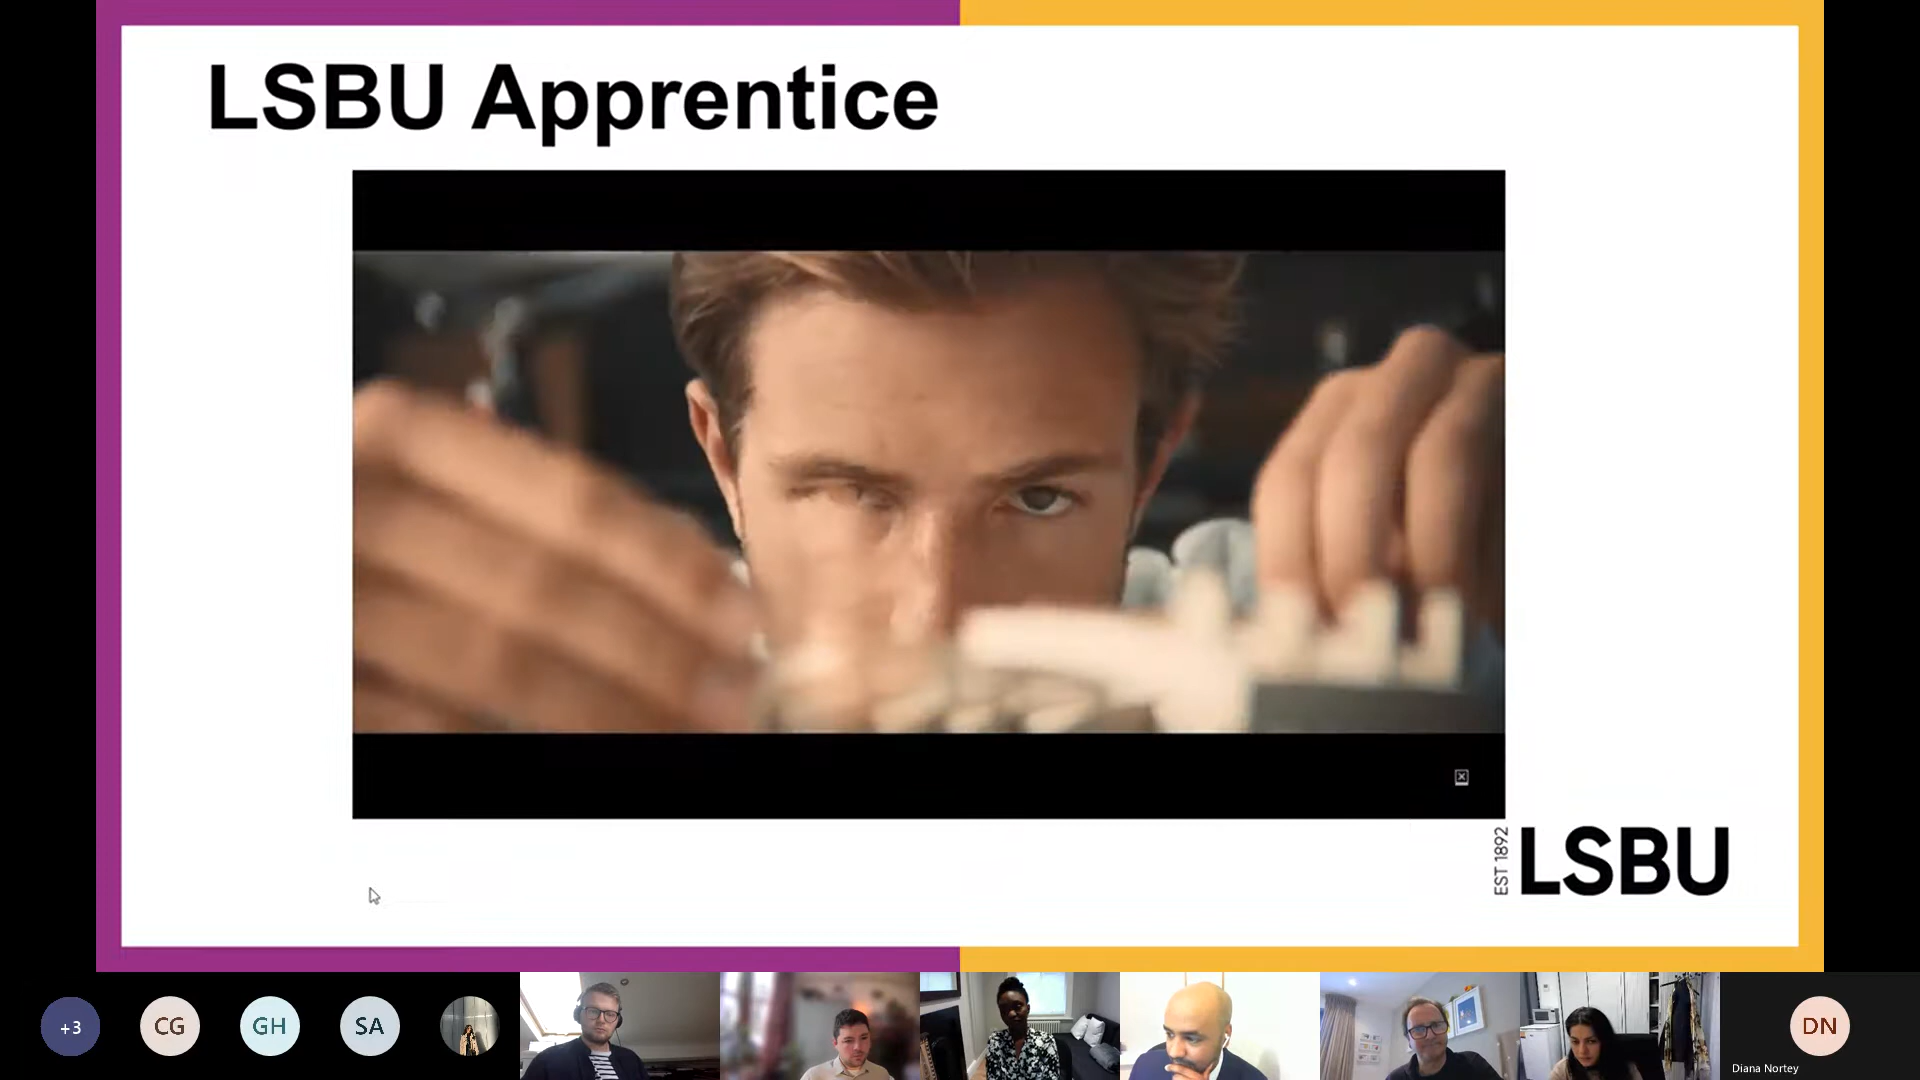 LSBU Apprentice
EST 1892
LSBU
+3
CG
GH
SA
DN
Diana Nortey